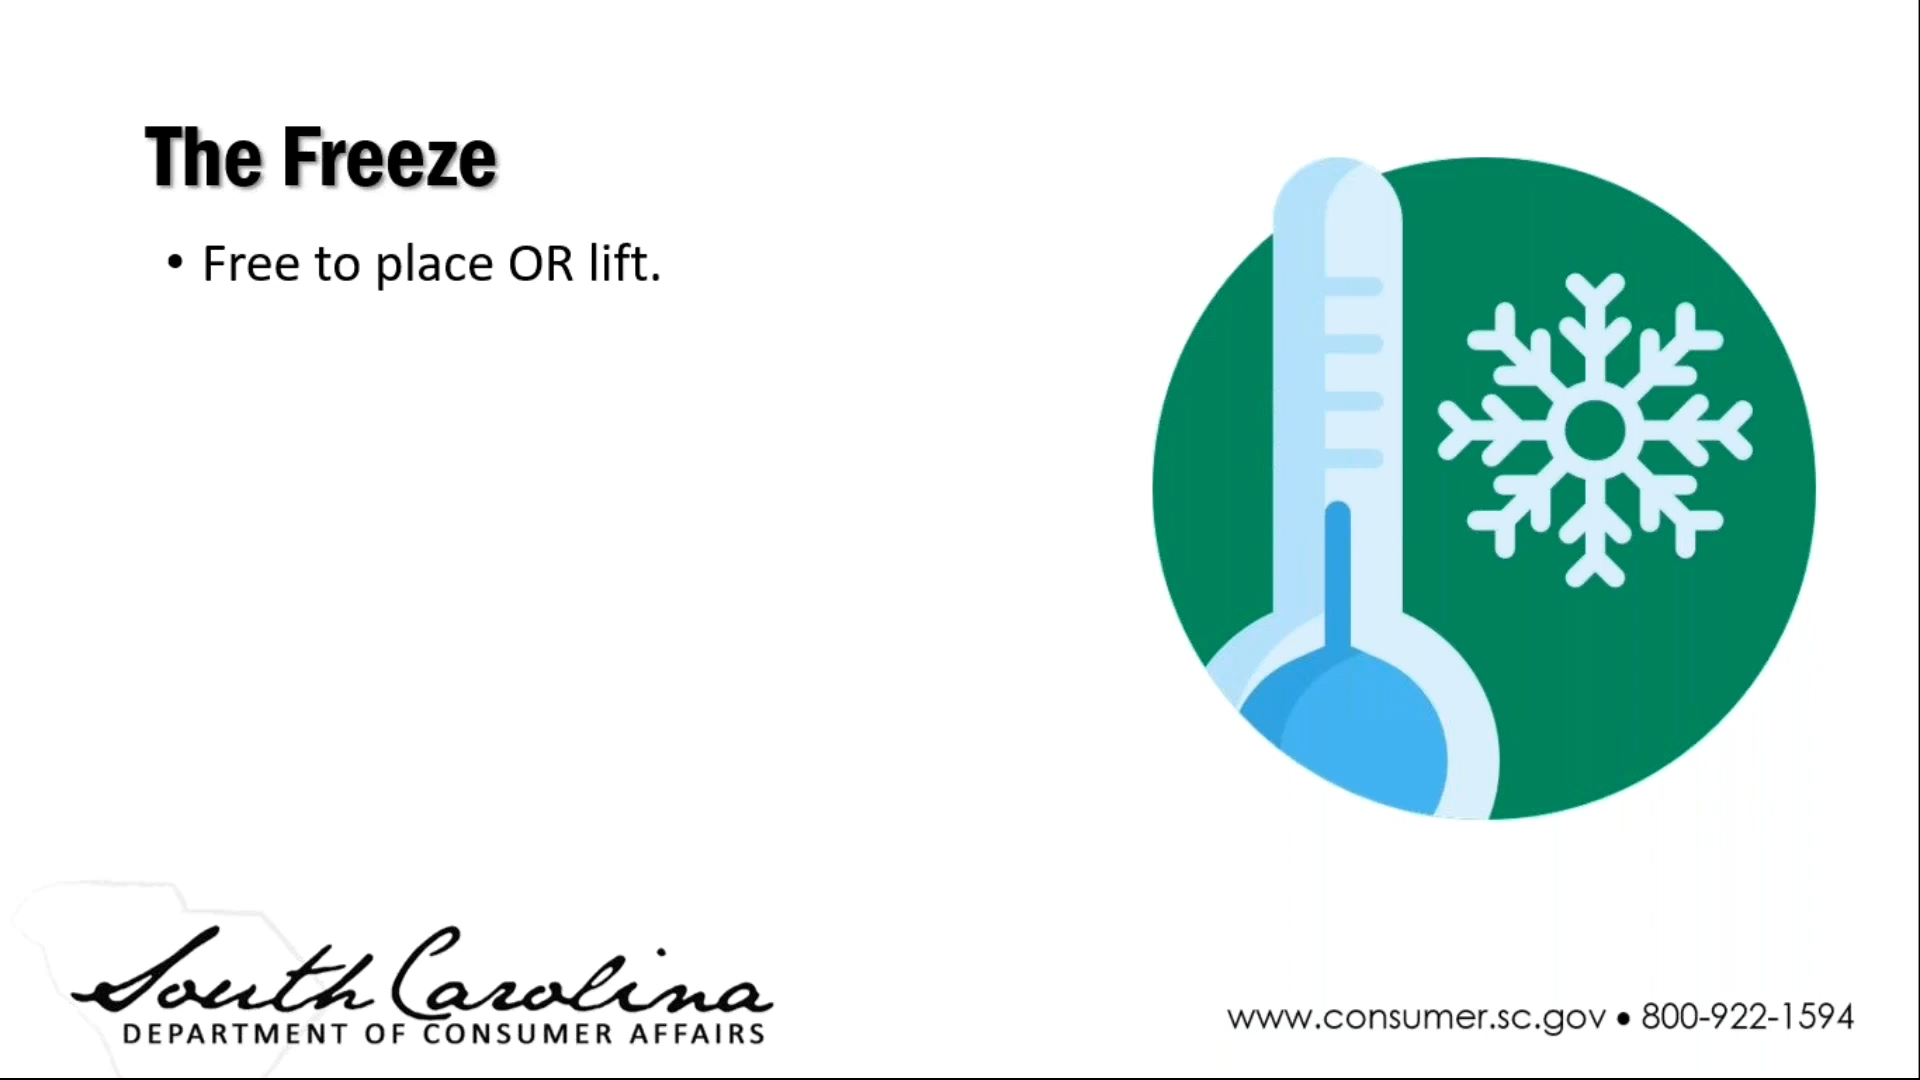 The Freeze
• Free to place OR lift.
South Carolina
DEPARTMENT OF CONSUMER AFFAIRS
www.consumer.sc.gov • 800-922-1594